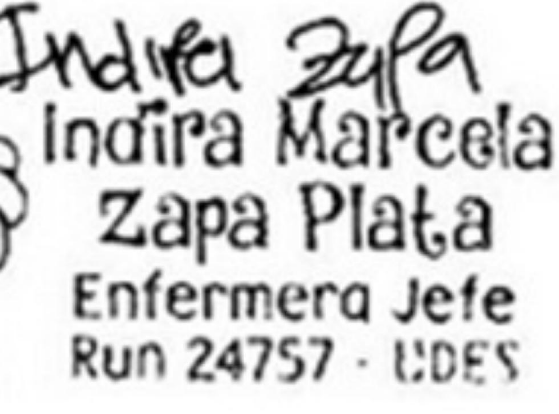 Indira Zapa
Indira Marcela
Zapa Plata
Enfermera Jefe
Run 24757 - UDES